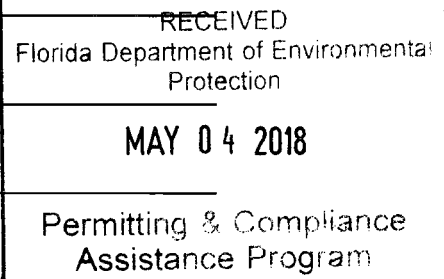 RECEIVED
Florida Department of Environmental
Protection
MAY 04 2018
Permitting & Compliance
Assistance Program